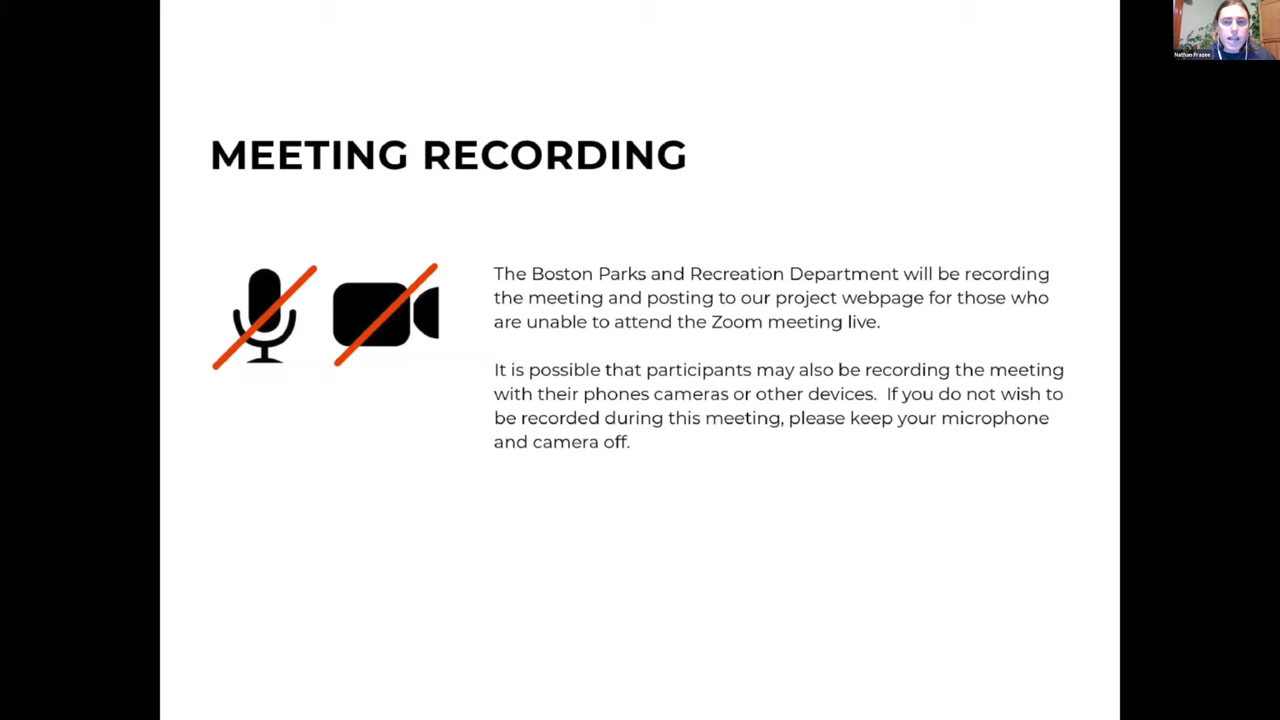 Nathan Frazee
MEETING RECORDING
The Boston Parks and Recreation Department will be recording
the meeting and posting to our project webpage for those who
are unable to attend the Zoom meeting live.
It is possible that participants may also be recording the meeting
with their phones cameras or other devices.  If you do not wish to
be recorded during this meeting, please keep your microphone
and camera off.